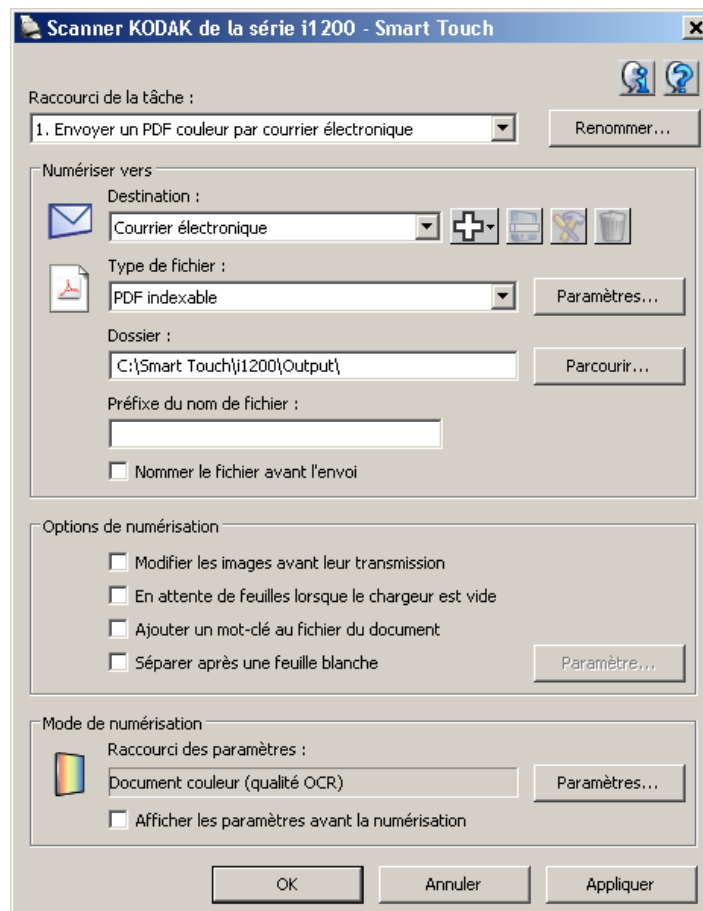 Scanner KODAK de la série i1200 - Smart Touch
Raccourci de la tâche :
1. Envoyer un PDF couleur par courrier électronique
Renommer...
Numériser vers
Destination :
Courrier électronique
Type de fichier :
PDF indexable
Paramètres...
Dossier :
C:\Smart Touch\i1200\Output\
Parcourir...
Préfixe du nom de fichier :
Nommer le fichier avant l'envoi
Options de numérisation
Modifier les images avant leur transmission
En attente de feuilles lorsque le chargeur est vide
Ajouter un mot-clé au fichier du document
Séparer après une feuille blanche
Paramètre...
Mode de numérisation
Raccourci des paramètres :
Document couleur (qualité OCR)
Paramètres...
Afficher les paramètres avant la numérisation
OK
Annuler
Appliquer